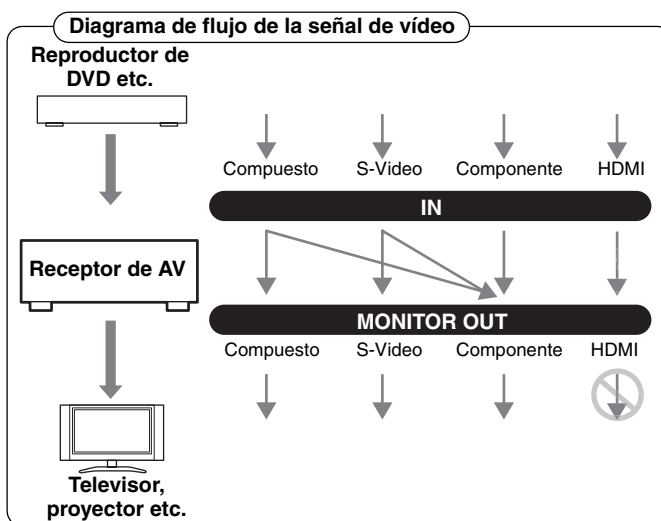 Diagrama de flujo de la señal de vídeo
Reproductor de
DVD etc.
Compuesto S-Video Componente HDMI
IN
Receptor de AV
MONITOR OUT
Compuesto S-Video Componente HDMI
Televisor,
proyector etc.